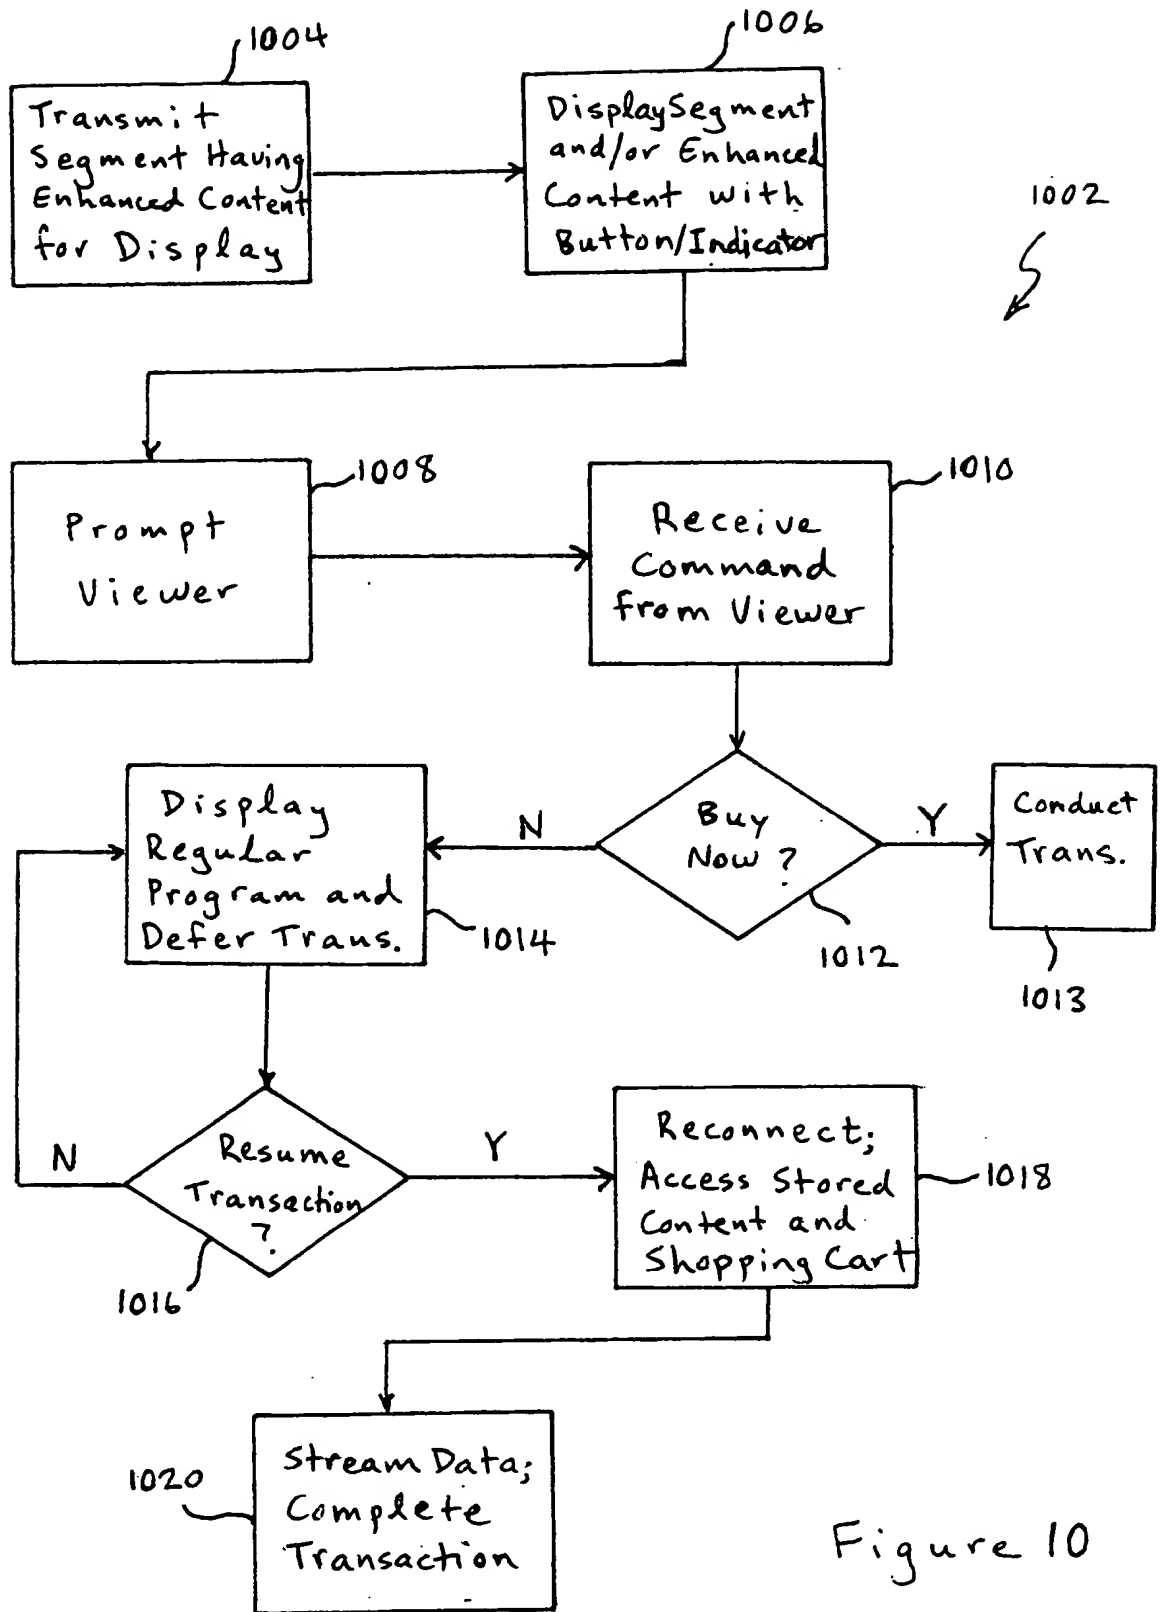 1004
Transmit
Segment Having
Enhanced Content
for Display
1006
Display Segment
and/or Enhanced
Content with
Button/Indicator
1002
1008
Prompt
Viewer
1010
Receive
Command
from Viewer
Buy
Now?
N
Y
1012
Conduct
Trans.
1013
Display
Regular
Program and
Defer Trans.
1014
Resume
Transaction
?
N
Y
1016
Reconnect;
Access Stored
Content and
Shopping Cart
1018
Stream Data;
Complete
Transaction
1020
Figure 10